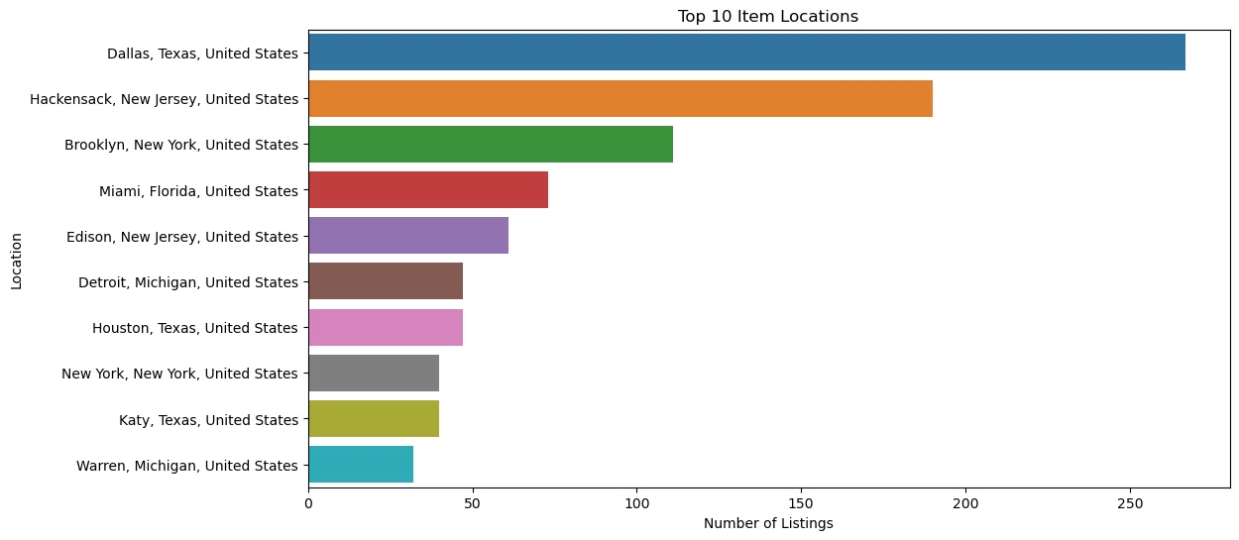 Top 10 Item Locations
Dallas, Texas, United States
Hackensack, New Jersey, United States
Brooklyn, New York, United States
Miami, Florida, United States
Edison, New Jersey, United States
Detroit, Michigan, United States
Houston, Texas, United States
New York, New York, United States
Katy, Texas, United States
Warren, Michigan, United States
Location
0 50 100 150 200 250
Number of Listings